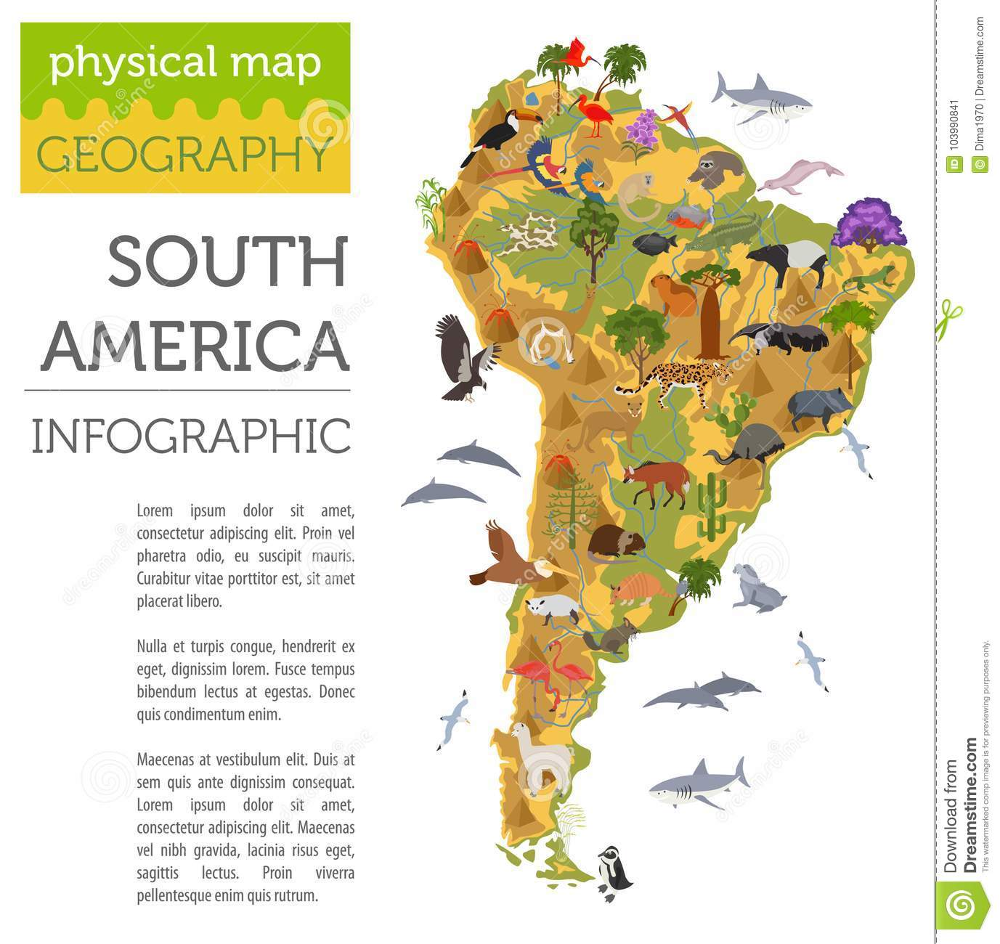 physical map
GEOGRAPHY
SOUTH
AMERICA
INFOGRAPHIC
Lorem ipsum dolor sit amet,
consectetur adipiscing elit. Proin vel
pharetra odio, eu suscipit mauris.
Curabitur vitae porttitor est, sit amet
placerat libero.
Nulla et turpis congue, hendrerit ex
eget, dignissim lorem. Fusce tempus
bibendum lectus at egestas. Donec
quis condimentum enim.
Maecenas at vestibulum elit. Duis at
sem quis ante dignissim consequat.
Lorem ipsum dolor sit amet,
consectetur adipiscing elit. Maecenas
vel nibh gravida, lacinia risus eget,
sagittis lectus. Proin viverra
pellentesque enim quis rutrum.
ID 103990841
© Dima1970 | Dreamstime.com
Download from
Dreamstime.com
This watermarked comp image is for previewing purposes only.